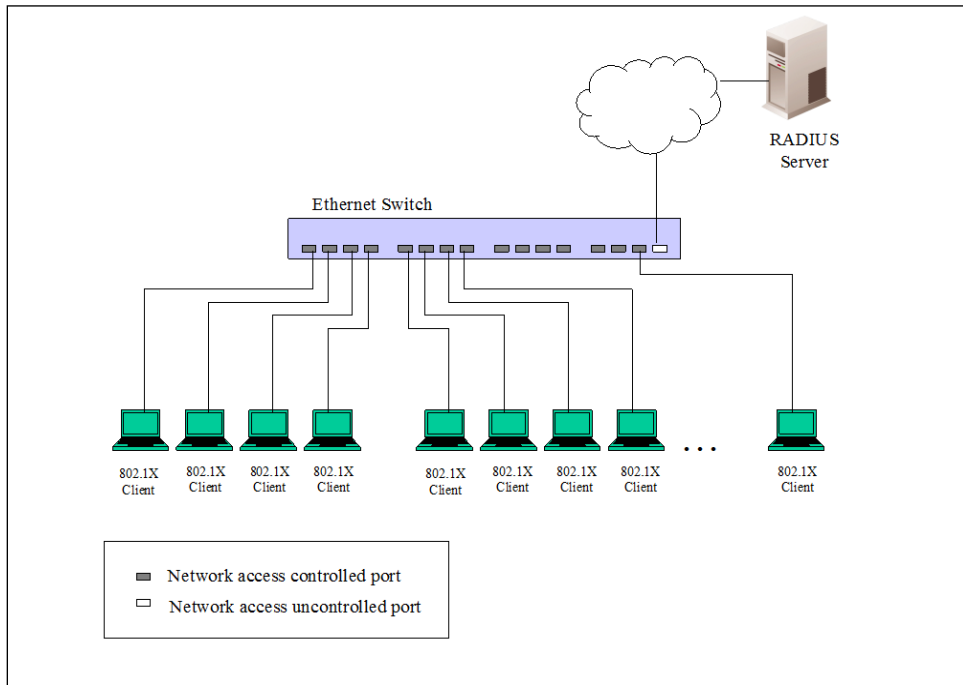 RADIUS
Server
Ethernet Switch
802.1X
Client
802.1X
Client
802.1X
Client
802.1X
Client
802.1X
Client
802.1X
Client
802.1X
Client
802.1X
Client
...
802.1X
Client
Network access controlled port
Network access uncontrolled port